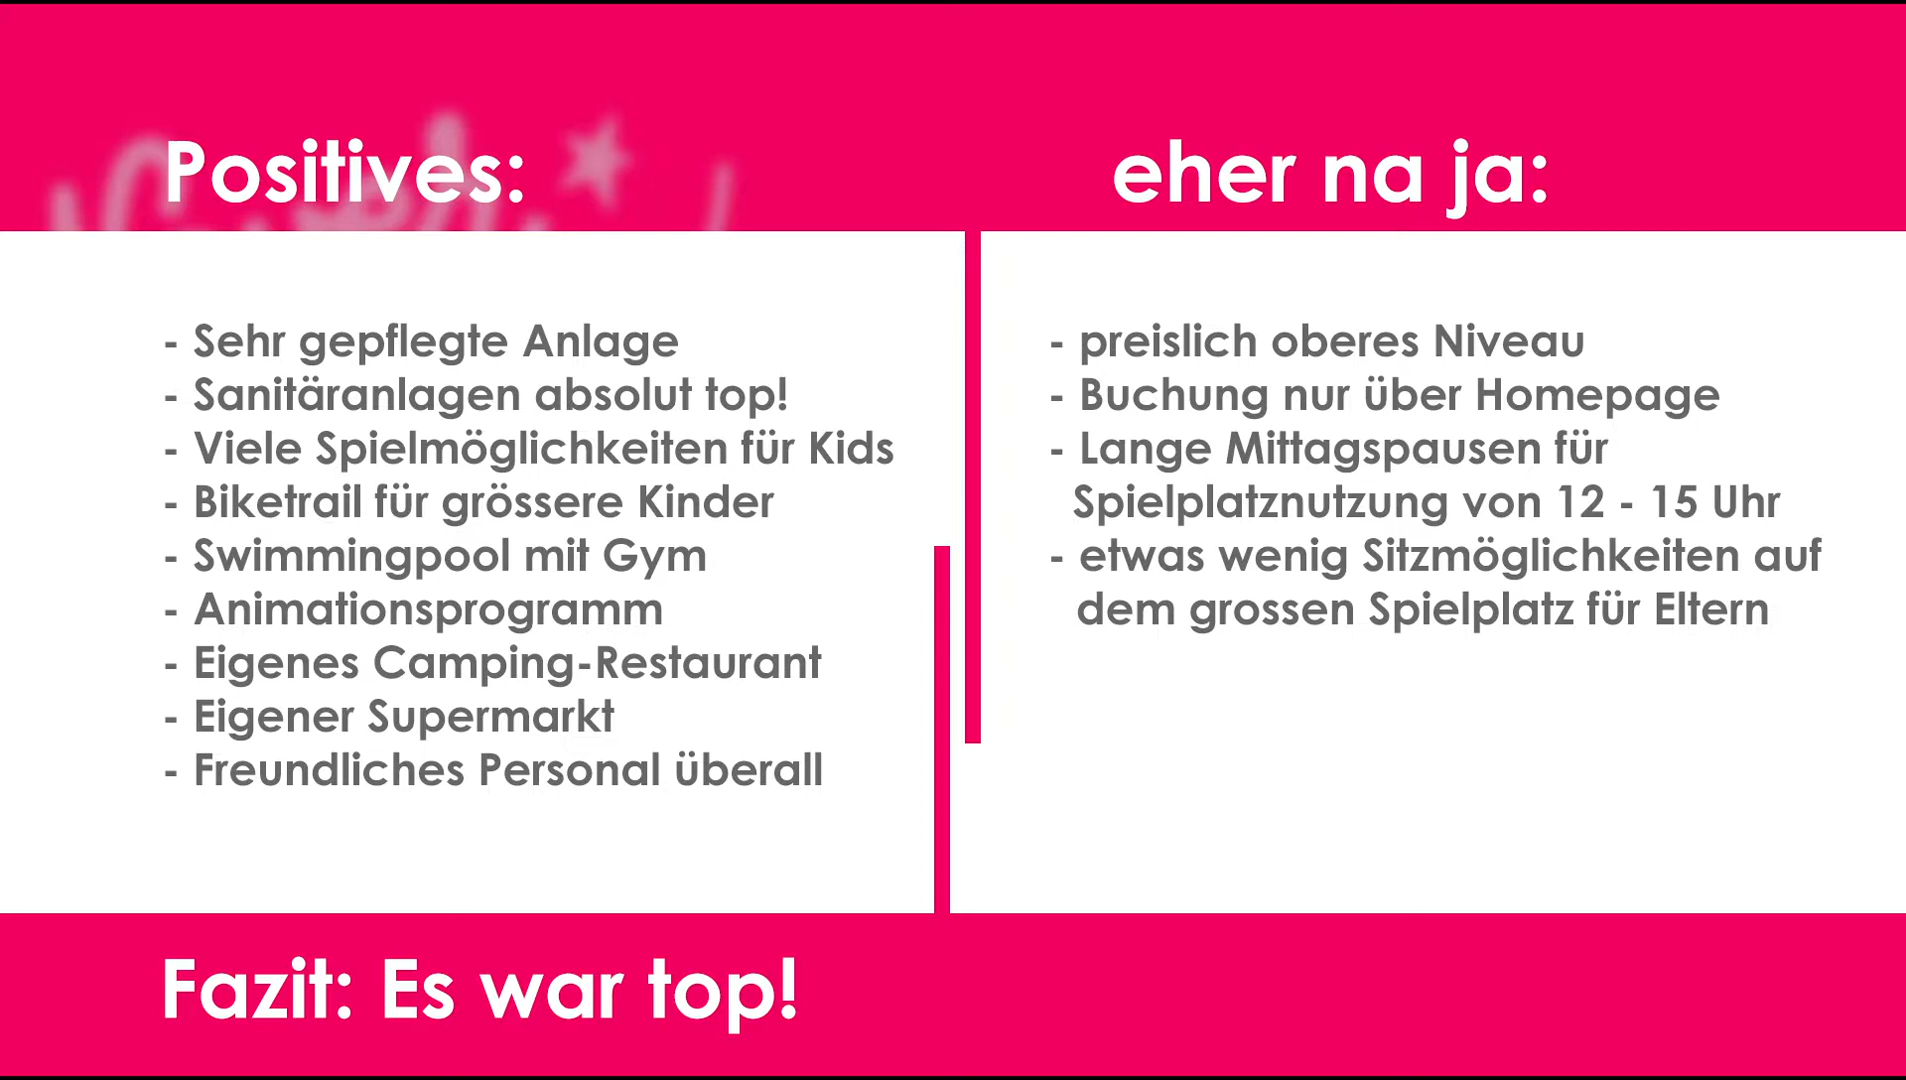 Positives:
- Sehr gepflegte Anlage
- Sanitäranlagen absolut top!
- Viele Spielmöglichkeiten für Kids
- Biketrail für grössere Kinder
- Swimmingpool mit Gym
- Animationsprogramm
- Eigenes Camping-Restaurant
- Eigener Supermarkt
- Freundliches Personal überall
eher na ja:
- preislich oberes Niveau
- Buchung nur über Homepage
- Lange Mittagspausen für
Spielplatznutzung von 12 - 15 Uhr
- etwas wenig Sitzmöglichkeiten auf
dem grossen Spielplatz für Eltern
Fazit: Es war top!